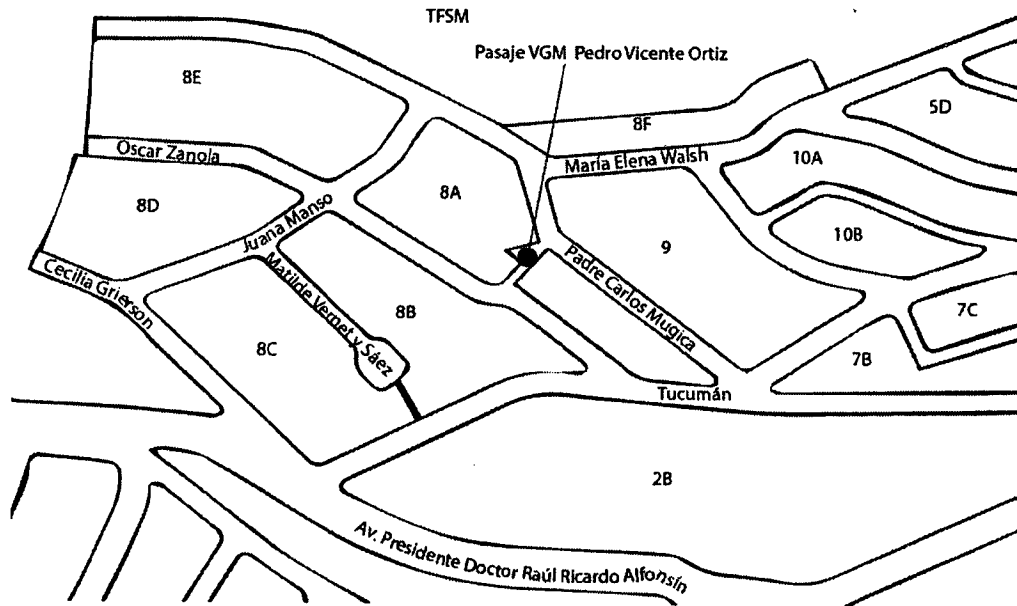 TFSM
Pasaje VGM Pedro Vicente Ortiz
8E
5D
8F
Oscar Zanola
María Elena Walsh
10A
8A
8D
Juana Manso
9
10B
Cecilia Grierson
Matilde Vernet y Sáez
Padre Carlos Mugica
8B
7C
8C
7B
Tucumán
2B
Av. Presidente Doctor Raúl Ricardo Alfonsín